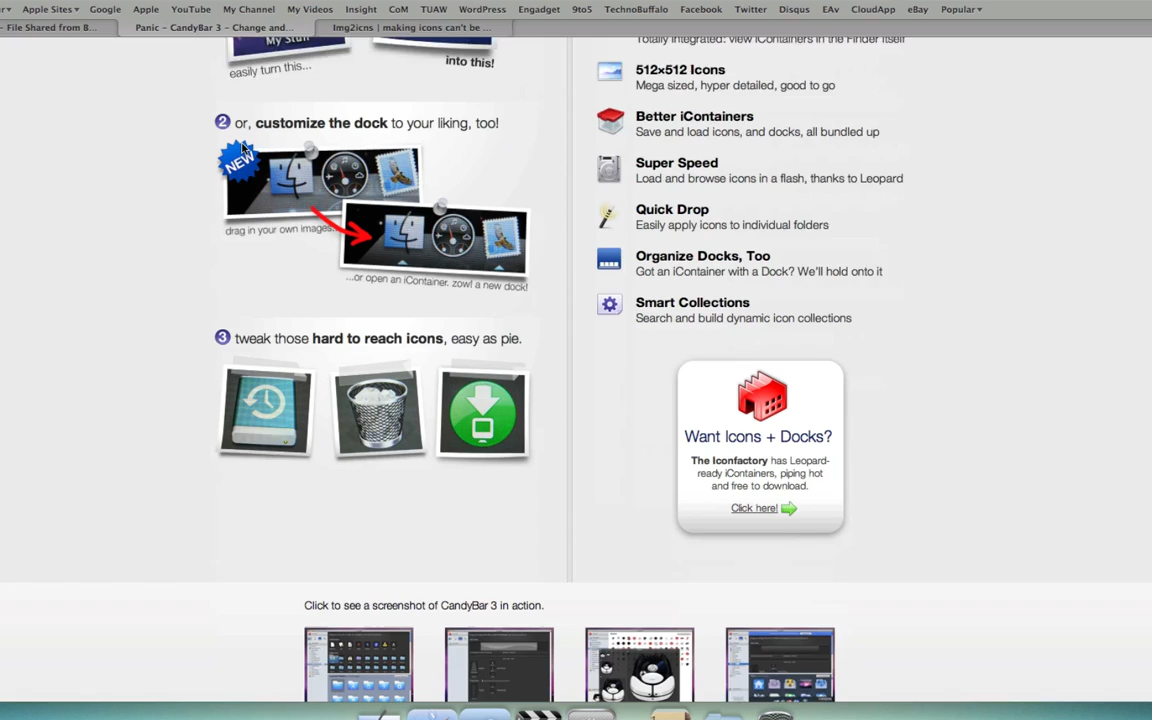 Apple Sites▾ Google Apple YouTube My Channel My Videos Insight CoM TUAW WordPress Engadget 9to5 TechnoBuffalo Facebook Twitter Disqus EAv CloudApp eBay Popular▾
- File Shared from B... Panic – CandyBar 3 – Change and... Img2icns | making icons can't be ...
My Stuff
easily turn this...
into this!
2 or, customize the dock to your liking, too!
NEW
drag in your own images,
...or open an iContainer. zow! a new dock!
3 tweak those hard to reach icons, easy as pie.
Totally integrated: view iContainers in the Finder itself
512×512 Icons
Mega sized, hyper detailed, good to go
Better iContainers
Save and load icons, and docks, all bundled up
Super Speed
Load and browse icons in a flash, thanks to Leopard
Quick Drop
Easily apply icons to individual folders
Organize Docks, Too
Got an iContainer with a Dock? We'll hold onto it
Smart Collections
Search and build dynamic icon collections
Want Icons + Docks?
The Iconfactory has Leopard-
ready iContainers, piping hot
and free to download.
Click here!
Click to see a screenshot of CandyBar 3 in action.